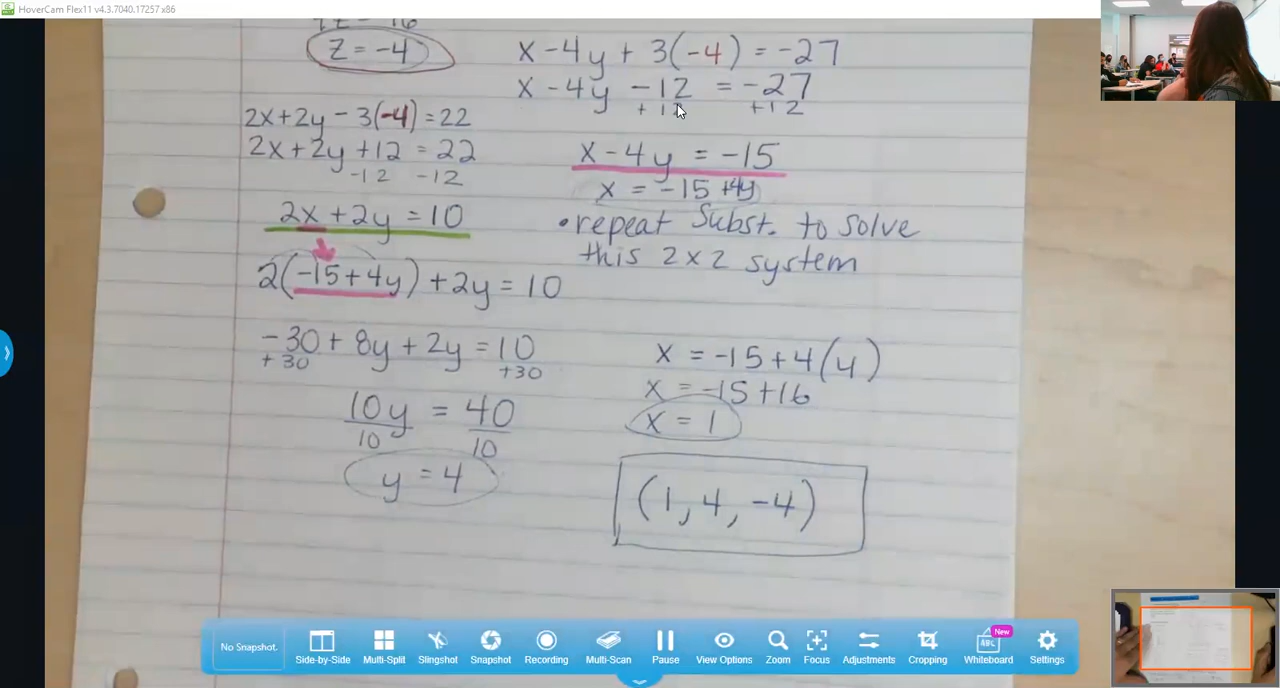 HoverCam Flex11 v4.3.7040.17257 x86
z = -4
x - 4y + 3(-4) = -27
x - 4y - 12 = -27
+12 +12
2x + 2y - 3(-4) = 22
2x + 2y + 12 = 22
-12 -12
x - 4y = -15
x = -15 + 4y
2x + 2y = 10
• repeat Subst. to solve
this 2x2 system
2(-15 + 4y) + 2y = 10
-30 + 8y + 2y = 10
+30 +30
10y = 40
10 10
y = 4
x = -15 + 4(4)
x = -15 + 16
x = 1
(1, 4, -4)
No Snapshot.
Side-by-Side Multi-Split Slingshot Snapshot Recording Multi-Scan Pause View Options Zoom Focus Adjustments Cropping Whiteboard Settings
ABC
New